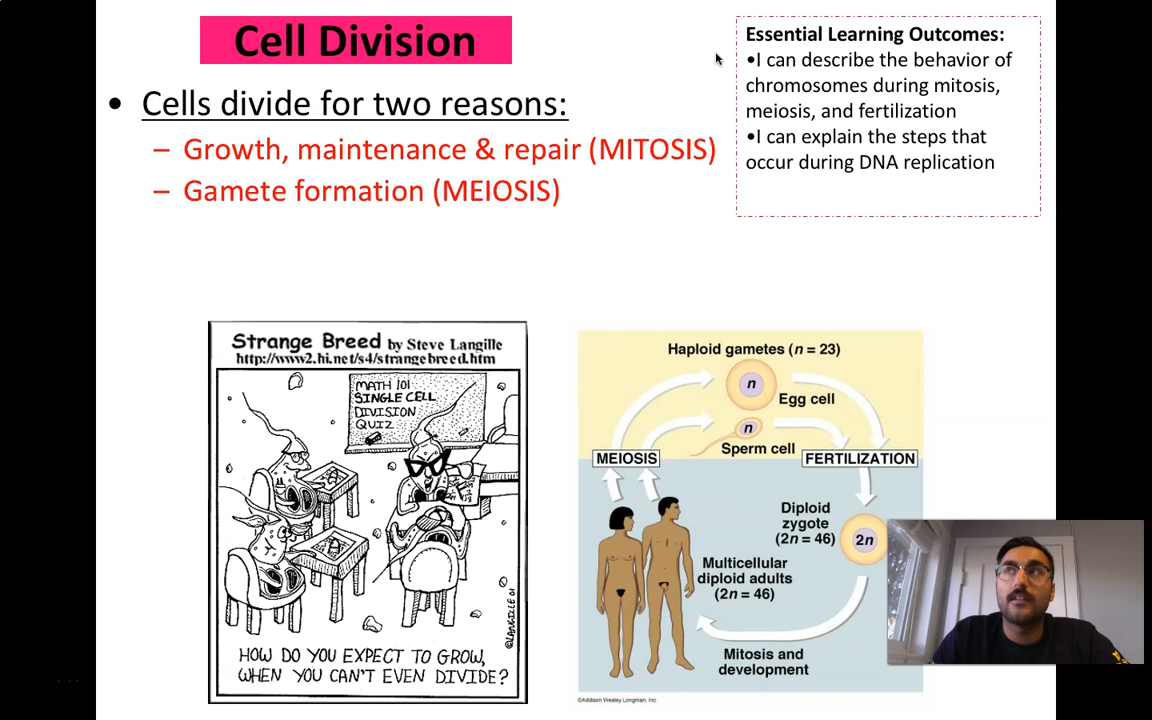 Cell Division
• Cells divide for two reasons:
– Growth, maintenance & repair (MITOSIS)
– Gamete formation (MEIOSIS)
Essential Learning Outcomes:
•I can describe the behavior of
chromosomes during mitosis,
meiosis, and fertilization
•I can explain the steps that
occur during DNA replication
Strange Breed by Steve Langille
http://www2.hi.net/s4/strangebreed.htm
MATH 101
SINGLE CELL
DIVISION
QUIZ
©LANGILLE 01
HOW DO YOU EXPECT TO GROW,
WHEN YOU CAN'T EVEN DIVIDE?
Haploid gametes (n = 23)
n
Egg cell
n
Sperm cell
MEIOSIS
FERTILIZATION
Diploid
zygote
(2n = 46)
2n
Multicellular
diploid adults
(2n = 46)
Mitosis and
development
©Addison Wesley Longman, Inc.